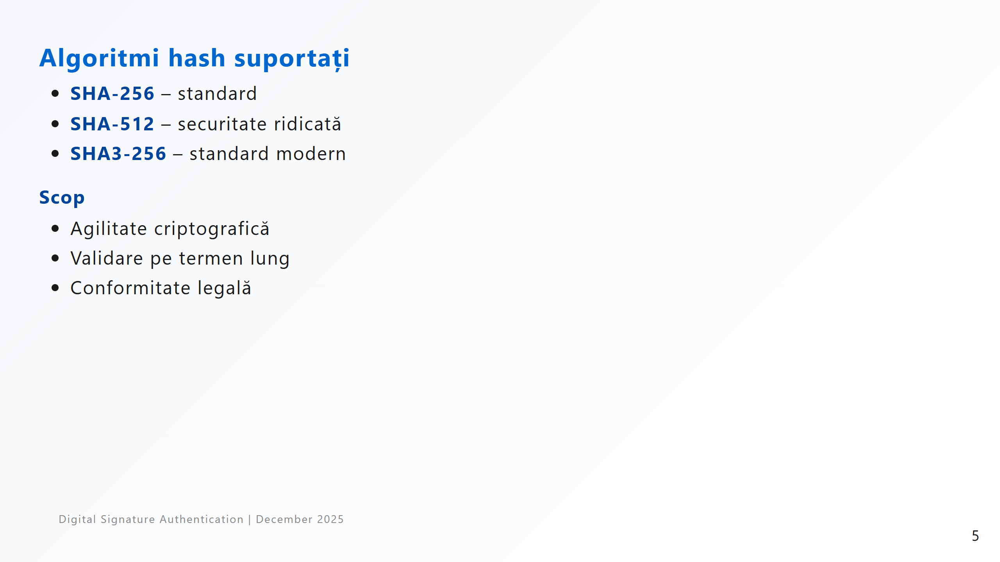 Algoritmi hash suportați
• SHA-256 – standard
• SHA-512 – securitate ridicată
• SHA3-256 – standard modern
Scop
• Agilitate criptografică
• Validare pe termen lung
• Conformitate legală
Digital Signature Authentication | December 2025
5